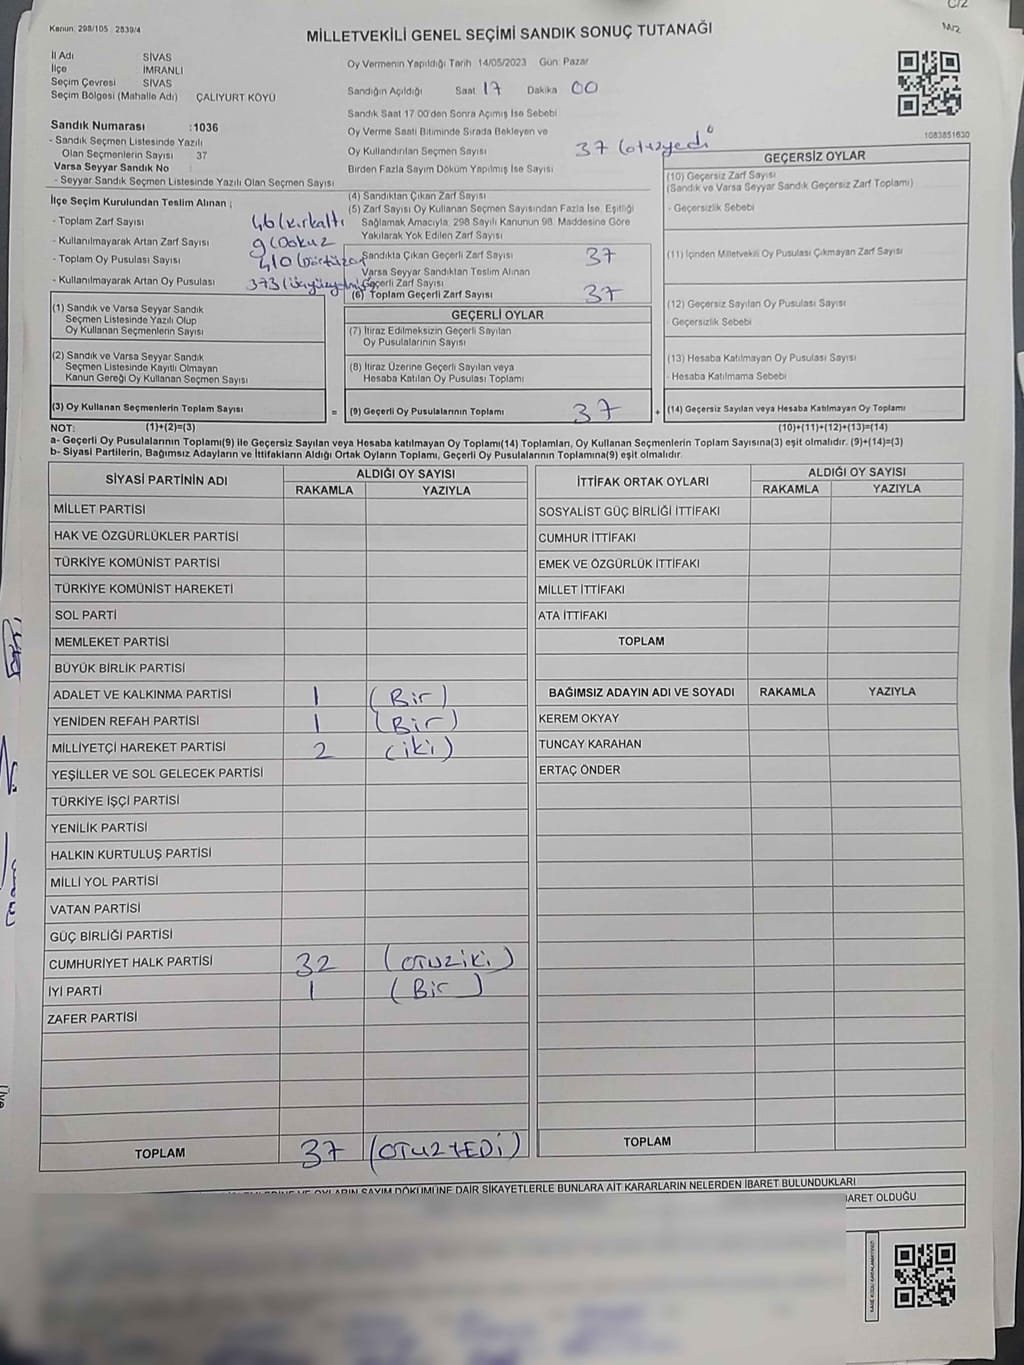 C/2
M/2
Kanun: 298/105 2839/4
MİLLETVEKİLİ GENEL SEÇİMİ SANDIK SONUÇ TUTANAĞI
İl Adı SİVAS
İlçe İMRANLI
Seçim Çevresi SİVAS
Seçim Bölgesi (Mahalle Adı) ÇALIYURT KÖYÜ
Sandık Numarası :1036
- Sandık Seçmen Listesinde Yazılı
Olan Seçmenlerin Sayısı 37
Varsa Seyyar Sandık No
- Seyyar Sandık Seçmen Listesinde Yazılı Olan Seçmen Sayısı
Oy Vermenin Yapıldığı Tarih 14/05/2023 Gün: Pazar
Sandığın Açıldığı Saat 17 Dakika 00
Sandık Saat 17:00'den Sonra Açımış İse Sebebi
Oy Verme Saati Bitiminde Sırada Bekleyen ve
Oy Kullandırılan Seçmen Sayısı 37 (otuzyedi)
Birden Fazla Sayım Döküm Yapılmış İse Sayısı
1083851630
İlçe Seçim Kurulundan Teslim Alınan ;
- Toplam Zarf Sayısı 46 (kırkaltı
- Kullanılmayarak Artan Zarf Sayısı 9 (Dokuz
- Toplam Oy Pusulası Sayısı 410
- Kullanılmayarak Artan Oy Pusulası 373
(4) Sandıktan Çıkan Zarf Sayısı
(5) Zarf Sayısı Oy Kullanan Seçmen Sayısından Fazla İse, Eşitliği
Sağlamak Amacıyla, 298 Sayılı Kanunun 98. Maddesine Göre
Yakılarak Yok Edilen Zarf Sayısı
Sandıkta Çıkan Geçerli Zarf Sayısı 37
Varsa Seyyar Sandıktan Teslim Alınan
Geçerli Zarf Sayısı
(6) Toplam Geçerli Zarf Sayısı 37
GEÇERSİZ OYLAR
(10) Geçersiz Zarf Sayısı
(Sandık ve Varsa Seyyar Sandık Geçersiz Zarf Toplamı)
- Geçersizlik Sebebi
(11) İçinden Milletvekili Oy Pusulası Çıkmayan Zarf Sayısı
(12) Geçersiz Sayılan Oy Pusulası Sayısı
- Geçersizlik Sebebi
(13) Hesaba Katılmayan Oy Pusulası Sayısı
- Hesaba Katılmama Sebebi
(1) Sandık ve Varsa Seyyar Sandık
Seçmen Listesinde Yazılı Olup
Oy Kullanan Seçmenlerin Sayısı
(2) Sandık ve Varsa Seyyar Sandık
Seçmen Listesinde Kayıtlı Olmayan
Kanun Gereği Oy Kullanan Seçmen Sayısı
GEÇERLİ OYLAR
(7) İtiraz Edilmeksizin Geçerli Sayılan
Oy Pusulalarının Sayısı
(8) İtiraz Üzerine Geçerli Sayılan veya
Hesaba Katılan Oy Pusulası Toplamı
(3) Oy Kullanan Seçmenlerin Toplam Sayısı = (9) Geçerli Oy Pusulalarının Toplamı 37 + (14) Geçersiz Sayılan veya Hesaba Katılmayan Oy Toplamı
NOT: (1)+(2)=(3) (10)+(11)+(12)+(13)=(14)
a- Geçerli Oy Pusulalarının Toplamı(9) ile Geçersiz Sayılan veya Hesaba katılmayan Oy Toplamı(14) Toplamları, Oy Kullanan Seçmenlerin Toplam Sayısına(3) eşit olmalıdır. (9)+(14)=(3)
b- Siyasi Partilerin, Bağımsız Adayların ve İttifakların Aldığı Ortak Oyların Toplamı, Geçerli Oy Pusulalarının Toplamına(9) eşit olmalıdır.
SİYASİ PARTİNİN ADI ALDIĞI OY SAYISI
RAKAMLA YAZIYLA
MİLLET PARTİSİ
HAK VE ÖZGÜRLÜKLER PARTİSİ
TÜRKİYE KOMÜNİST PARTİSİ
TÜRKİYE KOMÜNİST HAREKETİ
SOL PARTİ
MEMLEKET PARTİSİ
BÜYÜK BİRLİK PARTİSİ
ADALET VE KALKINMA PARTİSİ 1 (Bir)
YENİDEN REFAH PARTİSİ 1 (Bir)
MİLLİYETÇİ HAREKET PARTİSİ 2 (iki)
YEŞİLLER VE SOL GELECEK PARTİSİ
TÜRKİYE İŞÇİ PARTİSİ
YENİLİK PARTİSİ
HALKIN KURTULUŞ PARTİSİ
MİLLİ YOL PARTİSİ
VATAN PARTİSİ
GÜÇ BİRLİĞİ PARTİSİ
CUMHURİYET HALK PARTİSİ 32 (OTUZiKi)
İYİ PARTİ 1 (Bir)
ZAFER PARTİSİ
TOPLAM 37 (OTUZYEDİ)
İTTİFAK ORTAK OYLARI ALDIĞI OY SAYISI
RAKAMLA YAZIYLA
SOSYALİST GÜÇ BİRLİĞİ İTTİFAKI
CUMHUR İTTİFAKI
EMEK VE ÖZGÜRLÜK İTTİFAKI
MİLLET İTTİFAKI
ATA İTTİFAKI
TOPLAM
BAĞIMSIZ ADAYIN ADI VE SOYADI RAKAMLA YAZIYLA
KEREM OKYAY
TUNCAY KARAHAN
ERTAÇ ÖNDER
TOPLAM
OYLARIN SAYIM DÖKÜMÜNE DAİR ŞİKAYETLERLE BUNLARA AİT KARARLARIN NELERDEN İBARET BULUNDUKLARI
İBARET OLDUĞU